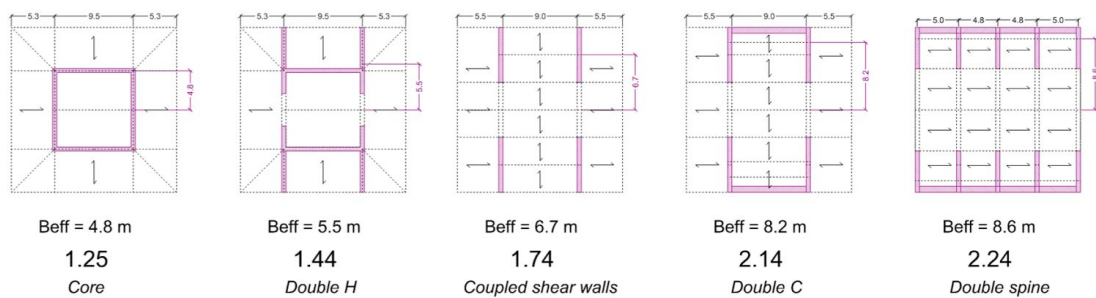 5.3 9.5 5.3
4.8
Beff = 4.8 m
1.25
Core
5.3 9.5 5.3
5.5
Beff = 5.5 m
1.44
Double H
5.5 9.0 5.5
6.7
Beff = 6.7 m
1.74
Coupled shear walls
5.5 9.0 5.5
8.2
Beff = 8.2 m
2.14
Double C
5.0 4.8 4.8 5.0
8.6
Beff = 8.6 m
2.24
Double spine